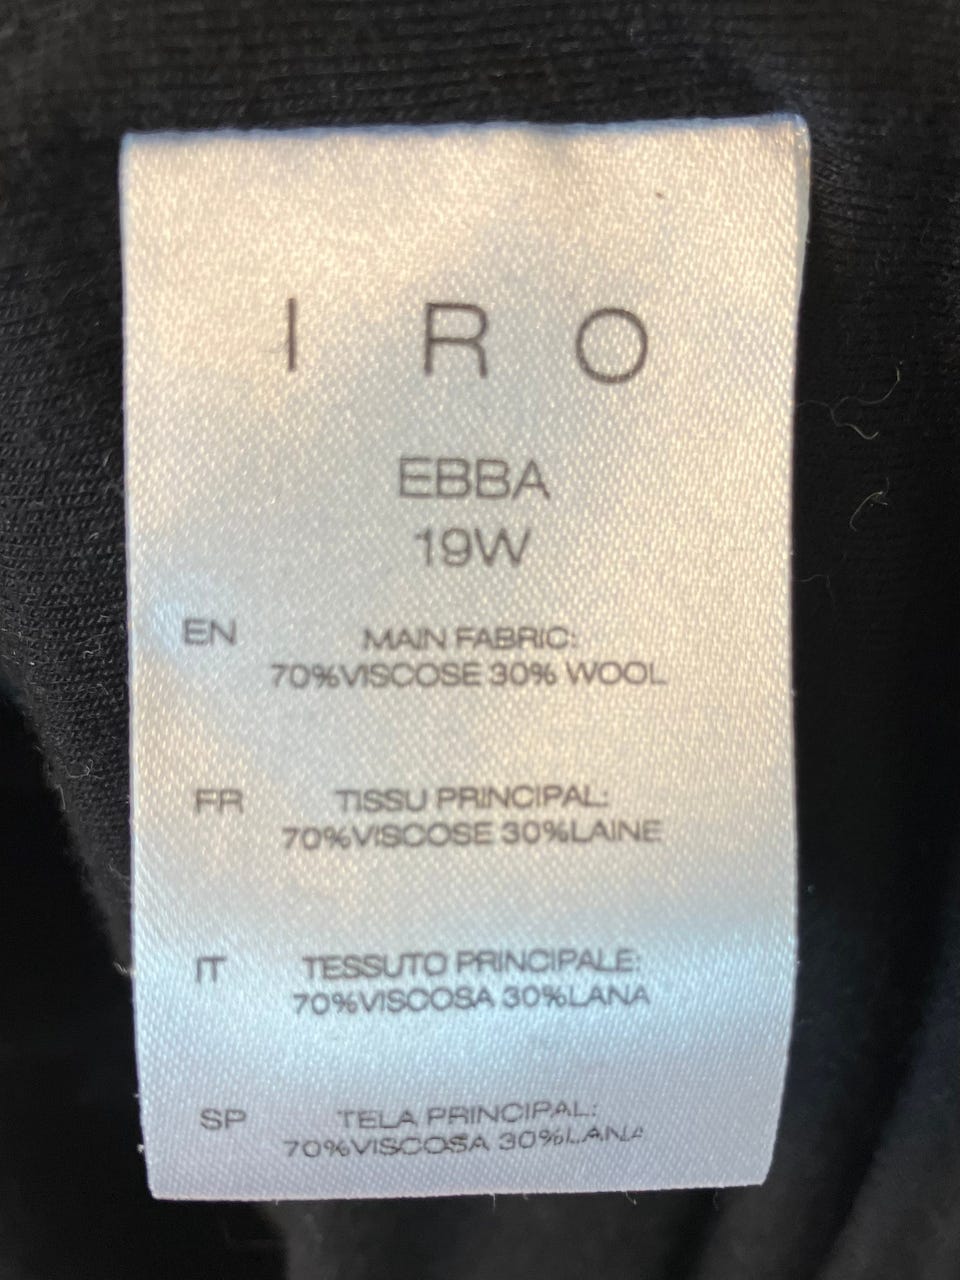 I R O
EBBA
19W
EN MAIN FABRIC:
70%VISCOSE 30% WOOL
FR TISSU PRINCIPAL:
70%VISCOSE 30%LAINE
IT TESSUTO PRINCIPALE:
70%VISCOSA 30%LANA
SP TELA PRINCIPAL:
70%VISCOSA 30%LANA